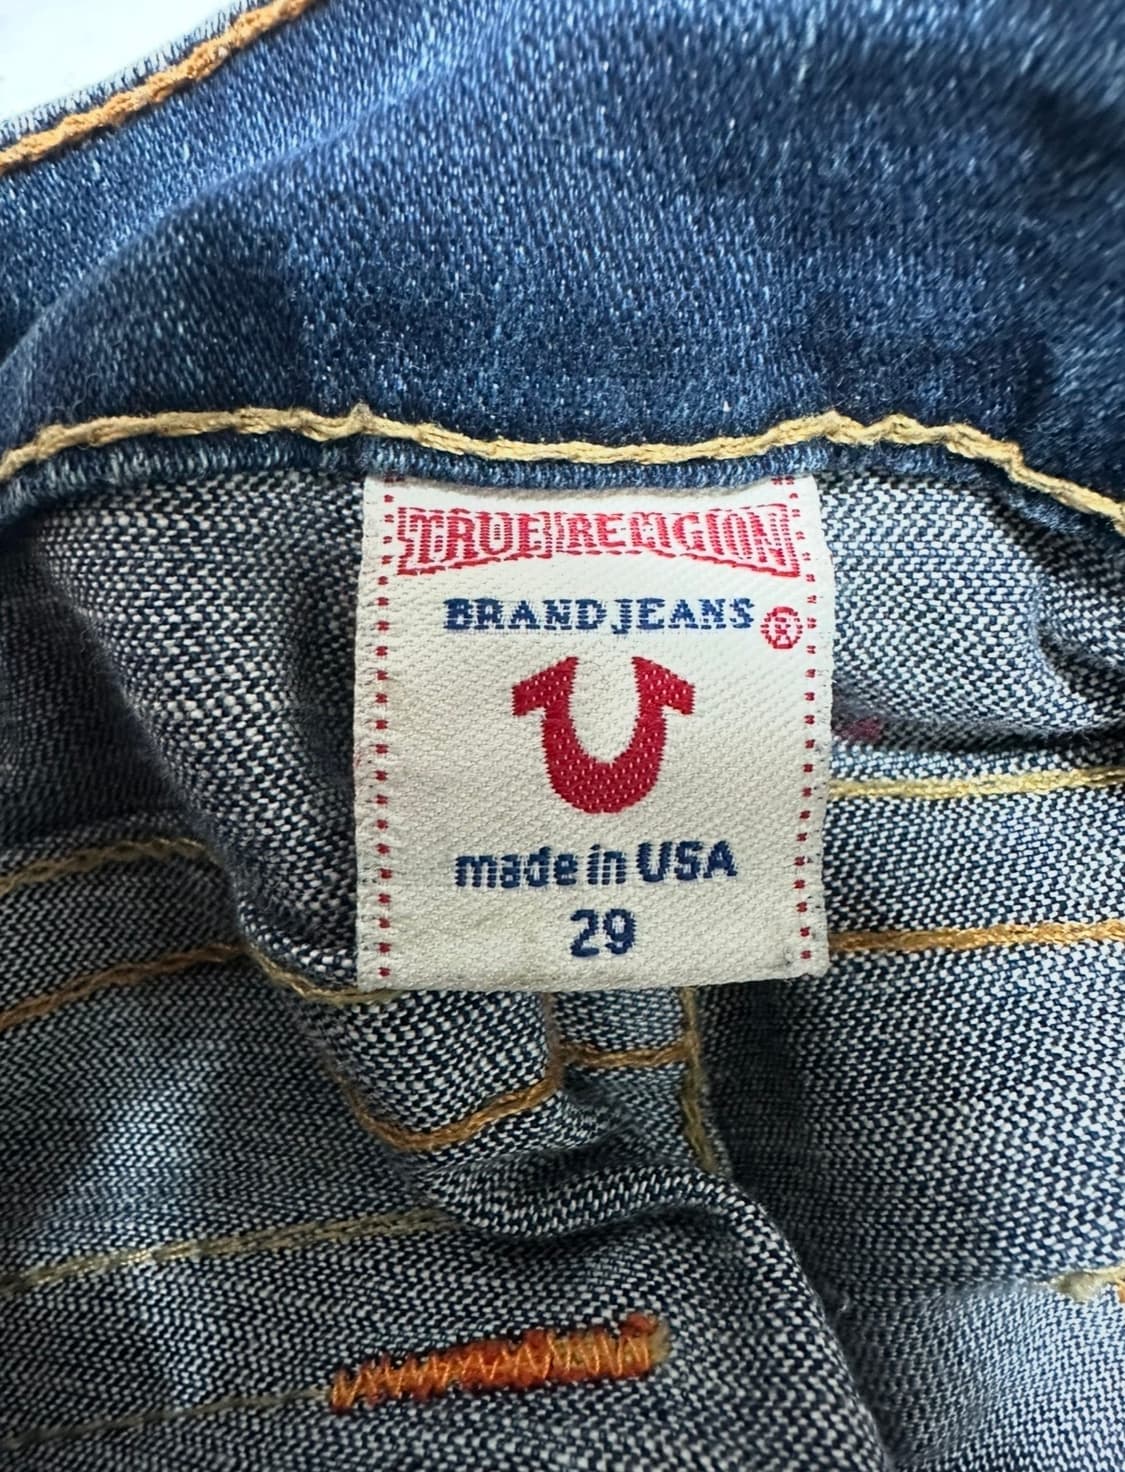 TRUE RELIGION
BRAND JEANS ®
made in USA
29